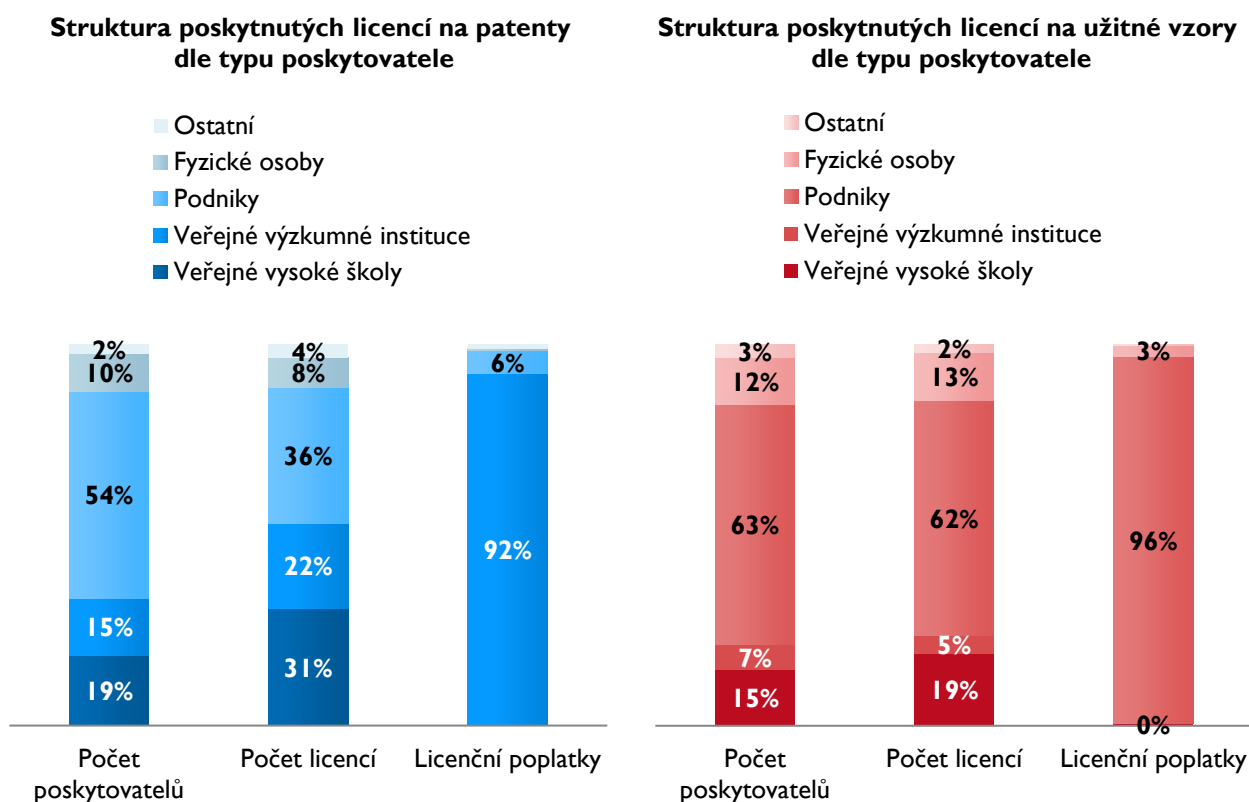 Struktura poskytnutých licencí na patenty
dle typu poskytovatele
Ostatní
Fyzické osoby
Podniky
Veřejné výzkumné instituce
Veřejné vysoké školy
2%
4%
10%
8%
6%
54%
36%
92%
15%
22%
19%
31%
Počet
poskytovatelů
Počet licencí
Licenční poplatky
Struktura poskytnutých licencí na užitné vzory
dle typu poskytovatele
Ostatní
Fyzické osoby
Podniky
Veřejné výzkumné instituce
Veřejné vysoké školy
3%
2%
3%
12%
13%
63%
62%
96%
7%
5%
15%
19%
0%
Počet
poskytovatelů
Počet licencí
Licenční poplatky